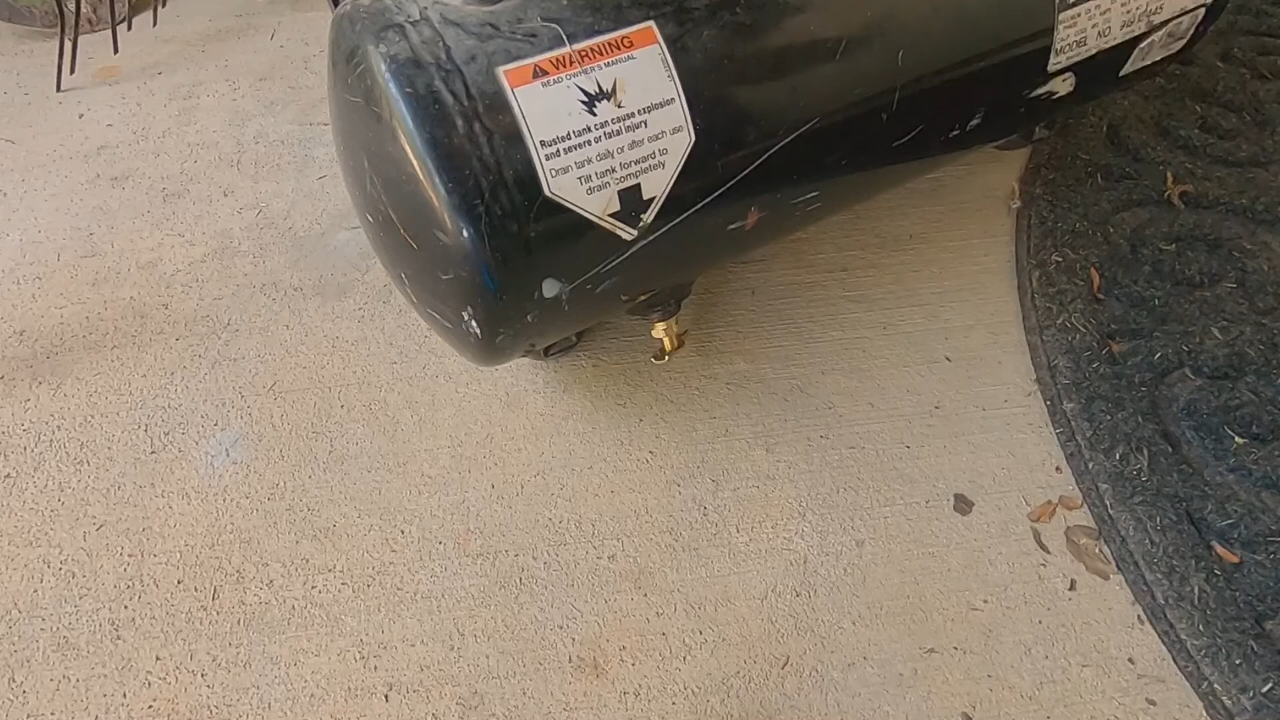 WARNING
READ OWNER'S MANUAL
Rusted tank can cause explosion
and severe or fatal injury
Drain tank daily or after each use
Tilt tank forward to
drain completely
MODEL NO